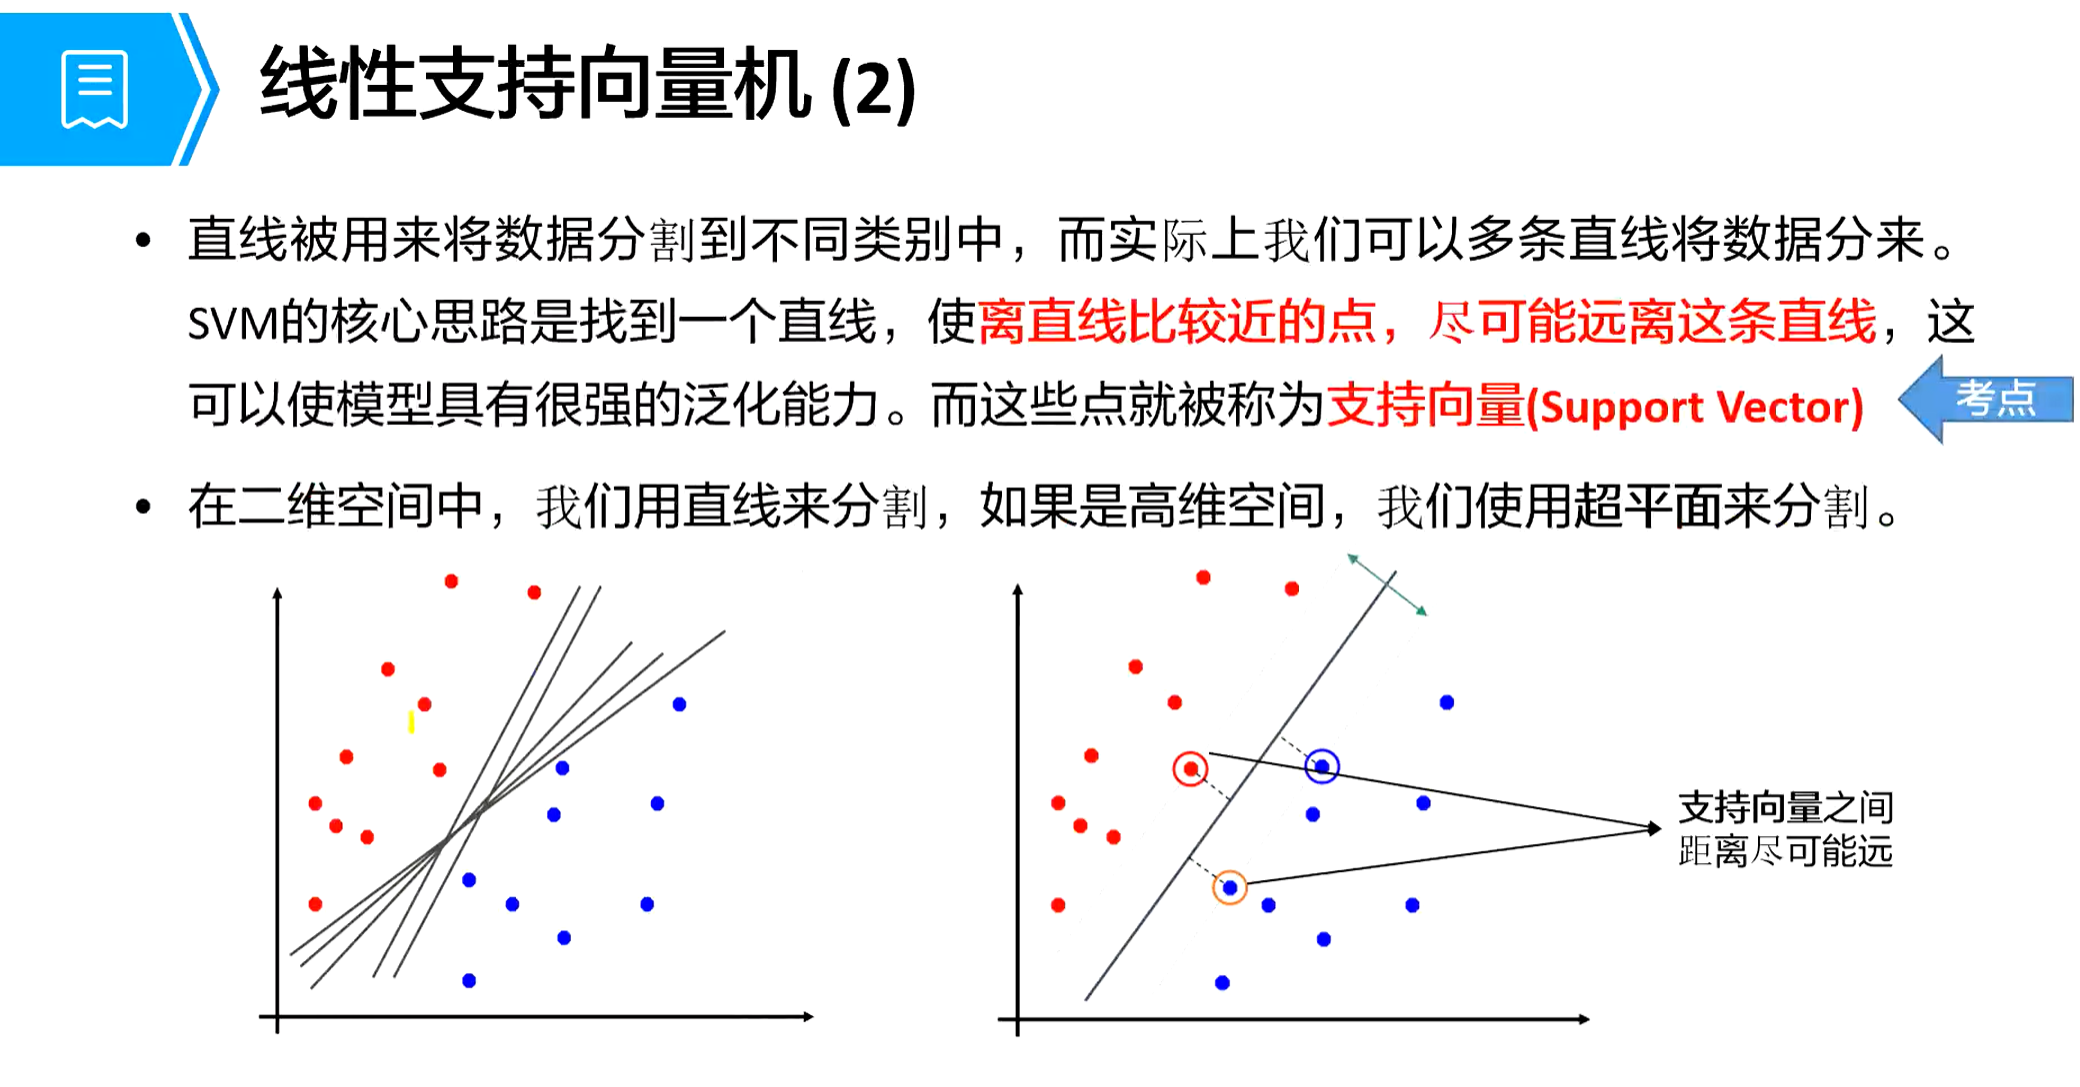 线性支持向量机 (2)
• 直线被用来将数据分割到不同类别中，而实际上我们可以多条直线将数据分来。
SVM的核心思路是找到一个直线，使离直线比较近的点，尽可能远离这条直线，这
可以使模型具有很强的泛化能力。而这些点就被称为支持向量(Support Vector)
考点
• 在二维空间中，我们用直线来分割，如果是高维空间，我们使用超平面来分割。
支持向量之间
距离尽可能远